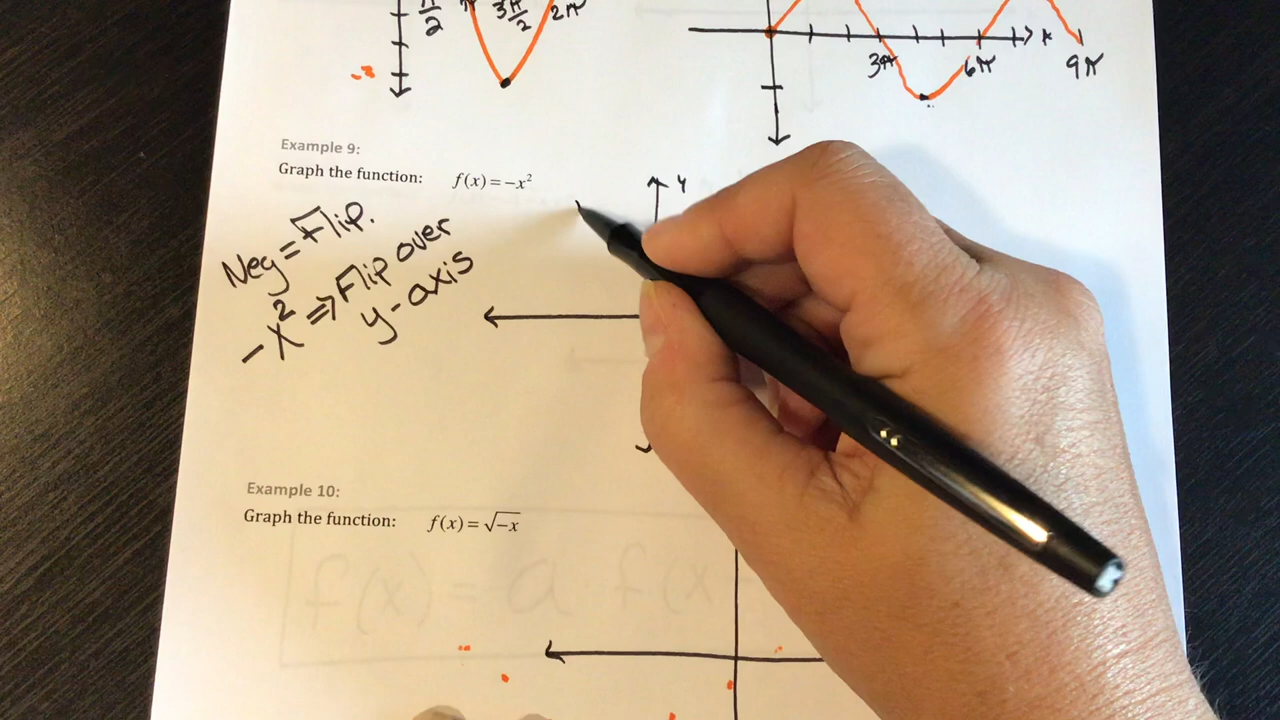 π/2 π 3π/2 2π
3π 6π 9π
x
Example 9:
Graph the function: f(x)=−x²
y
Neg=Flip.
−x² ⇒ Flip over
y-axis
Example 10:
Graph the function: f(x)=√−x
f(x) = a f(x